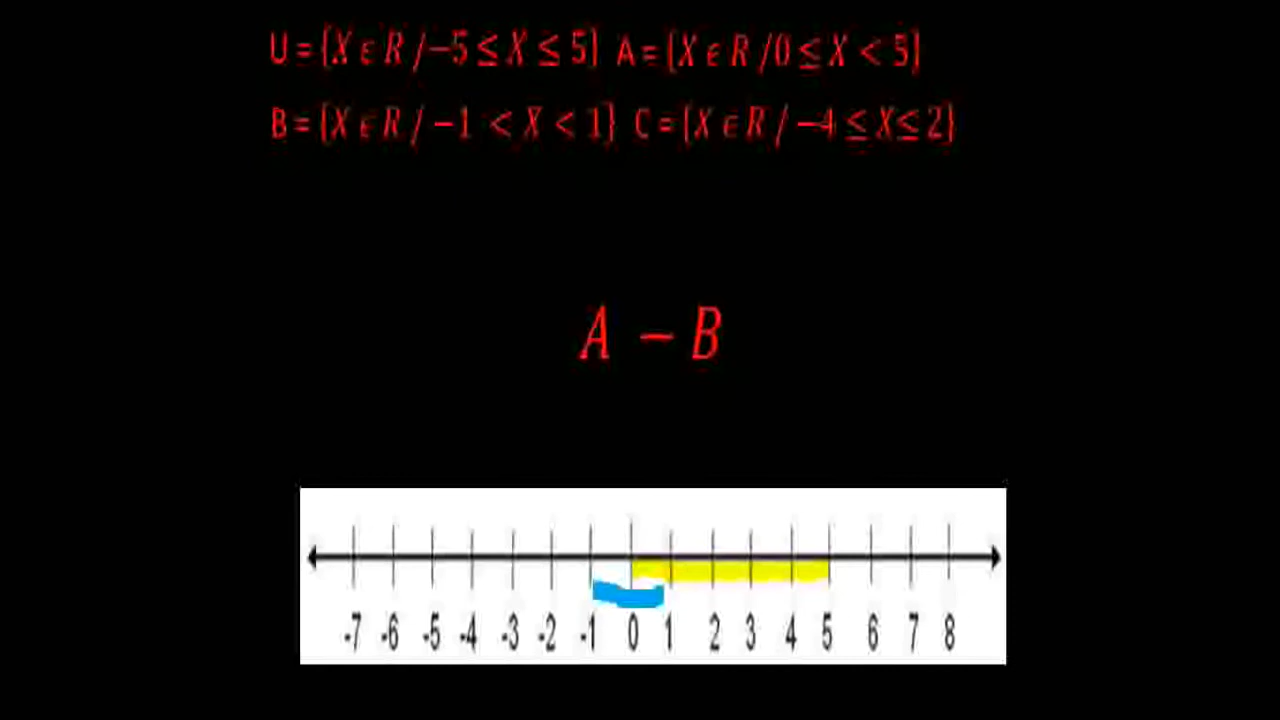 U = {X ϵ R /−5 ≤ X ≤ 5} A = {X ϵ R /0 ≤ X < 5}
B = {X ϵ R / −1 < X < 1} C = {X ϵ R / −4 ≤ X ≤ 2}
A − B
-7 -6 -5 -4 -3 -2 -1 0 1 2 3 4 5 6 7 8